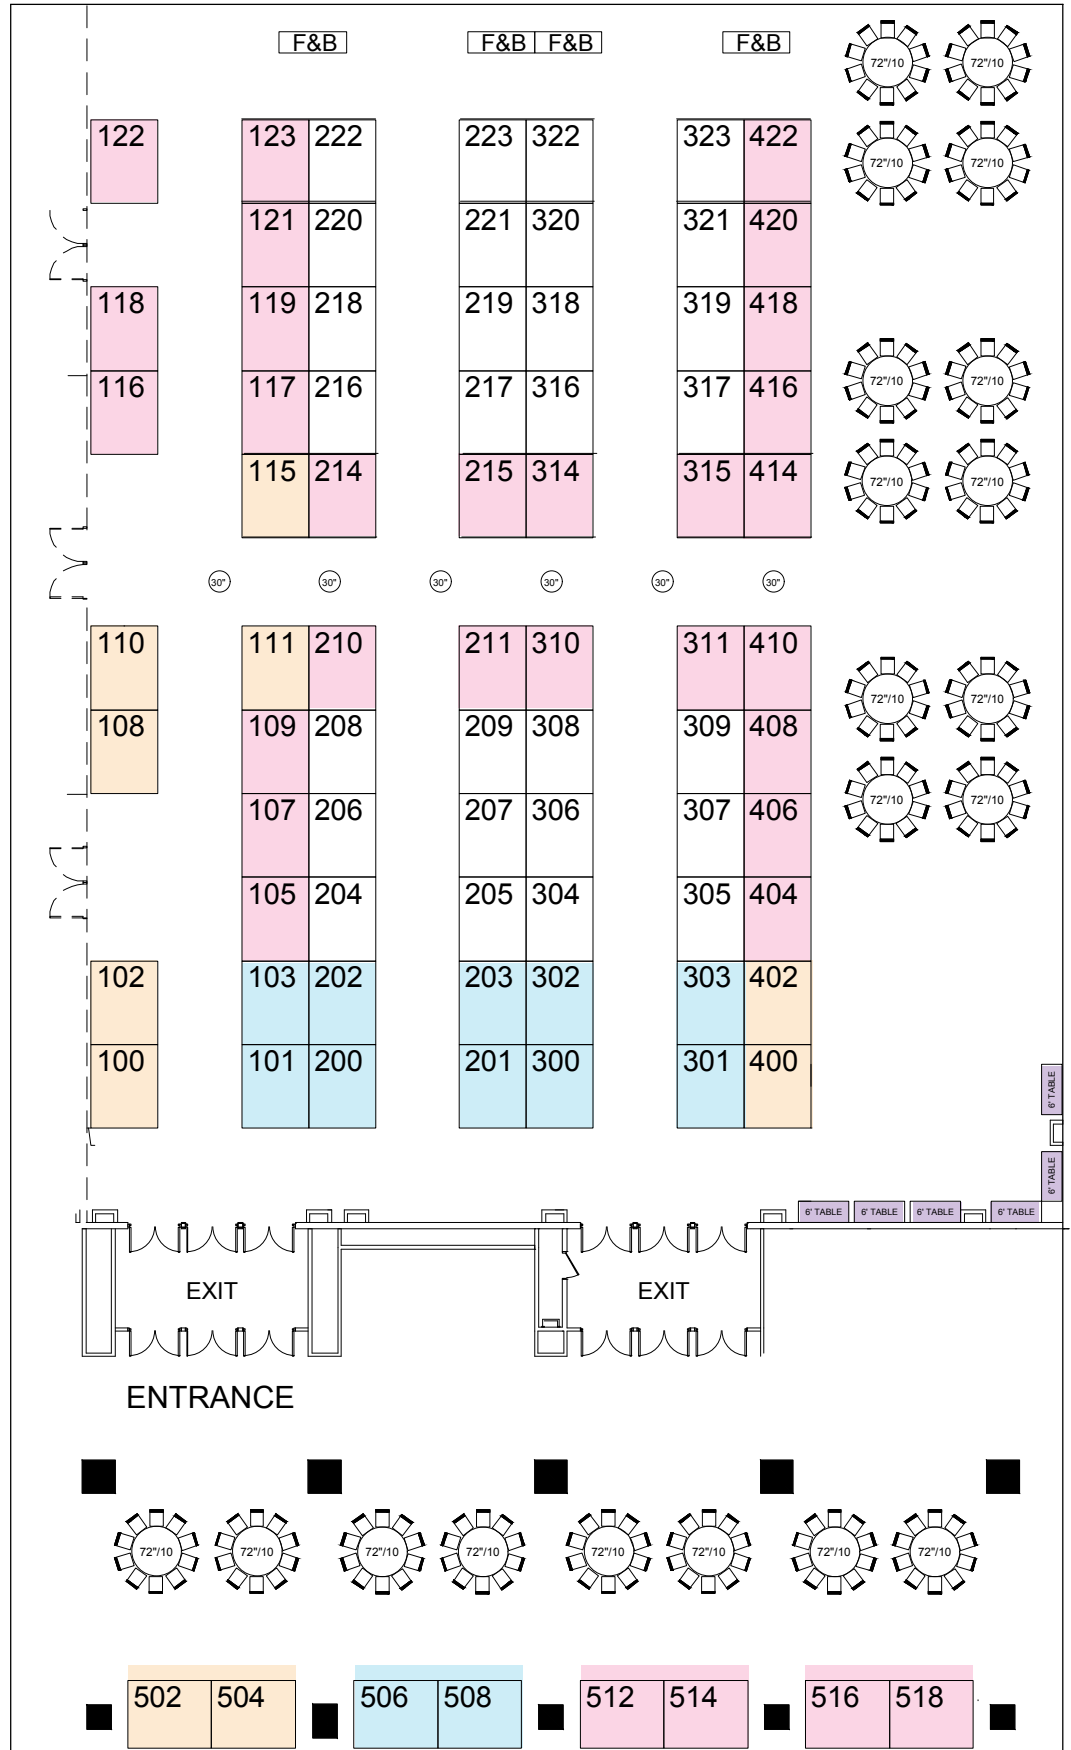 F&B F&B F&B F&B
72"/10 72"/10
122 123 222 223 322 323 422
72"/10 72"/10
121 220 221 320 321 420
118 119 218 219 318 319 418
72"/10 72"/10
116 117 216 217 316 317 416
115 214 215 314 315 414
72"/10 72"/10
30" 30" 30" 30" 30" 30"
110 111 210 211 310 311 410
72"/10 72"/10
108 109 208 209 308 309 408
72"/10 72"/10
107 206 207 306 307 406
105 204 205 304 305 404
102 103 202 203 302 303 402
100 101 200 201 300 301 400
6' TABLE
6' TABLE
6' TABLE 6' TABLE 6' TABLE 6' TABLE
EXIT EXIT
ENTRANCE
72"/10 72"/10 72"/10 72"/10 72"/10 72"/10 72"/10 72"/10
502 504 506 508 512 514 516 518